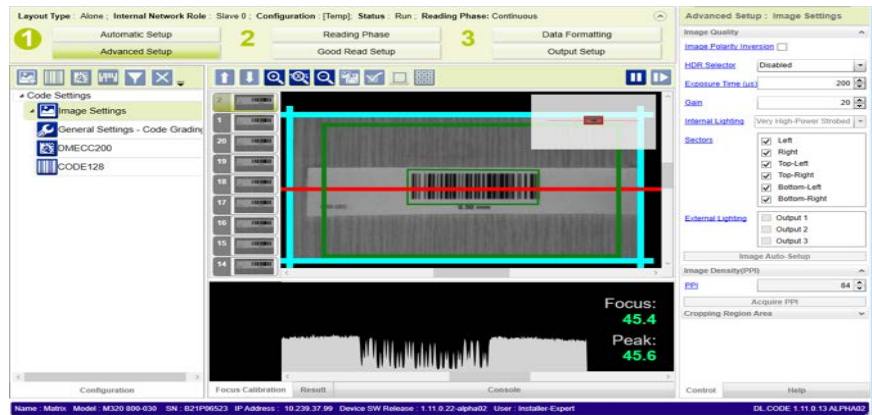 Layout Type : Alone ; Internal Network Role : Slave 0 ; Configuration : [Temp]; Status : Run ; Reading Phase: Continuous
1
Automatic Setup
Advanced Setup
2
Reading Phase
Good Read Setup
3
Data Formatting
Output Setup
Code Settings
Image Settings
General Settings - Code Grading
DMECC200
CODE128
Configuration
2
1
20
19
18
17
16
15
14
0.50 mm
Focus:
45.4
Peak:
45.6
Focus Calibration
Result
Console
Advanced Setup : Image Settings
Image Quality
Image Polarity Inversion
HDR Selector Disabled
Exposure Time (us) 200
Gain 20
Internal Lighting Very High-Power Strobed
Sectors
Left
Right
Top-Left
Top-Right
Bottom-Left
Bottom-Right
External Lighting
Output 1
Output 2
Output 3
Image Auto-Setup
Image Density(PPI)
PPI 84
Acquire PPI
Cropping Region Area
Control
Help
Name : Matrix Model : M320 800-030 SN : B21P06523 IP Address : 10.239.37.99 Device SW Release : 1.11.0.22-alpha02 User : Installer-Expert
DL.CODE 1.11.0.13 ALPHA02